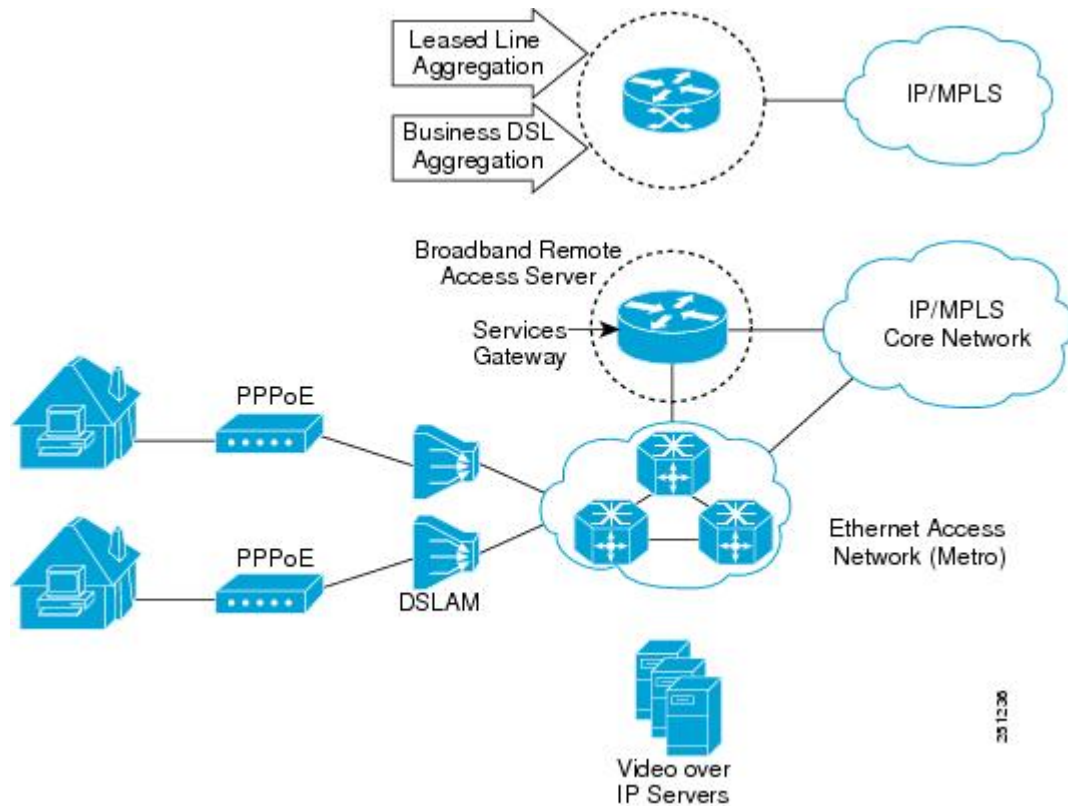 Leased Line
Aggregation
IP/MPLS
Business DSL
Aggregation
Broadband Remote
Access Server
Services
Gateway
IP/MPLS
Core Network
PPPoE
PPPoE
DSLAM
Ethernet Access
Network (Metro)
Video over
IP Servers
281236